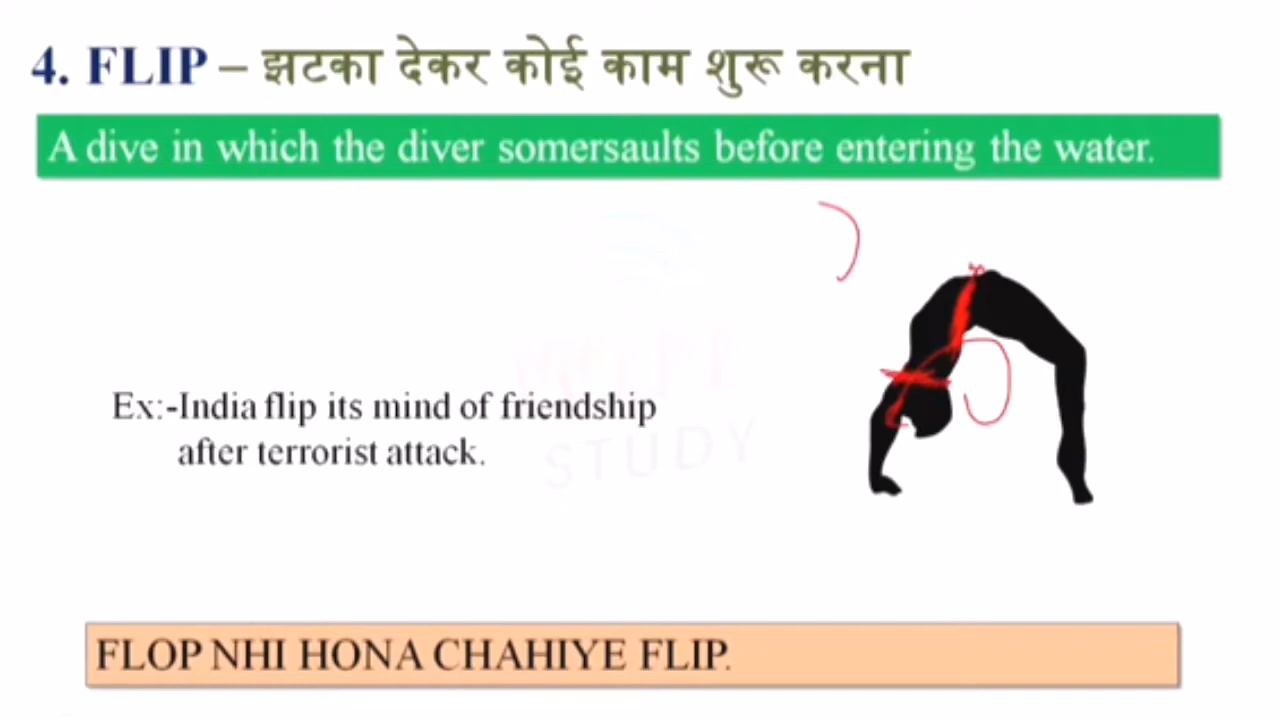 4. FLIP – झटका देकर कोई काम शुरू करना
A dive in which the diver somersaults before entering the water.
Ex:-India flip its mind of friendship
after terrorist attack.
STUDY
FLOP NHI HONA CHAHIYE FLIP.